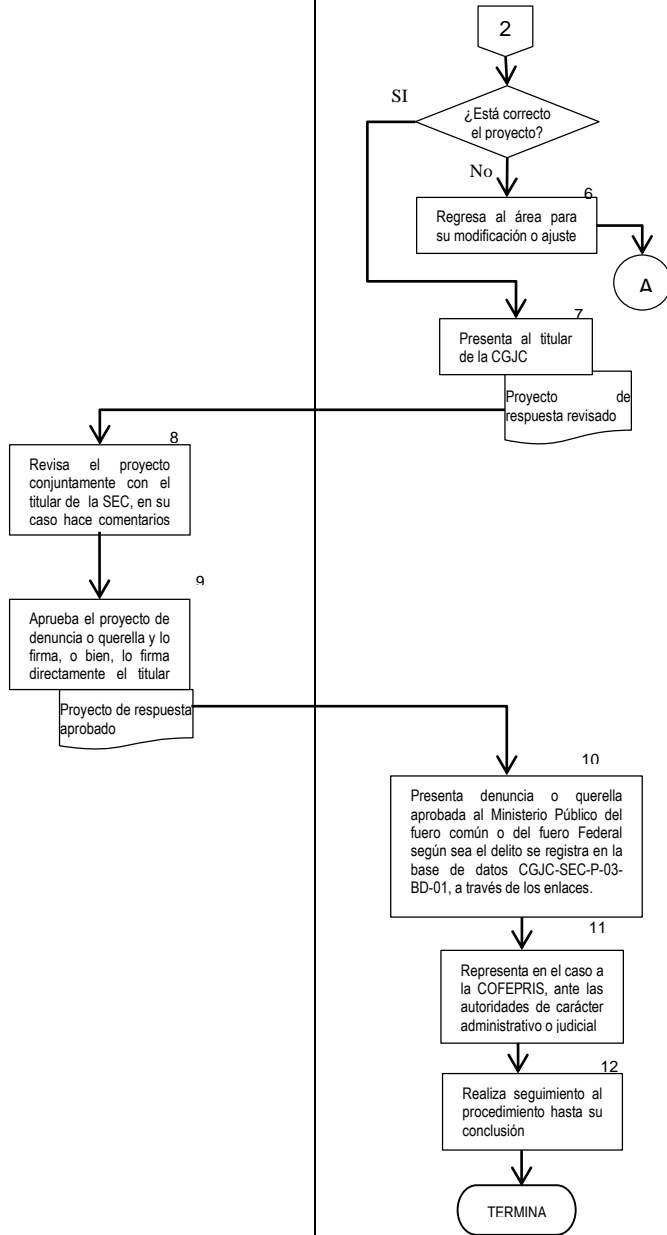 2
SI
¿Está correcto
el proyecto?
No
6
Regresa al área para
su modificación o ajuste
A
7
Presenta al titular
de la CGJC
Proyecto de
respuesta revisado
8
Revisa el proyecto
conjuntamente con el
titular de la SEC, en su
caso hace comentarios
9
Aprueba el proyecto de
denuncia o querella y lo
firma, o bien, lo firma
directamente el titular
Proyecto de respuesta
aprobado
10
Presenta denuncia o querella
aprobada al Ministerio Público del
fuero común o del fuero Federal
según sea el delito se registra en la
base de datos CGJC-SEC-P-03-
BD-01, a través de los enlaces.
11
Representa en el caso a
la COFEPRIS, ante las
autoridades de carácter
administrativo o judicial
12
Realiza seguimiento al
procedimiento hasta su
conclusión
TERMINA